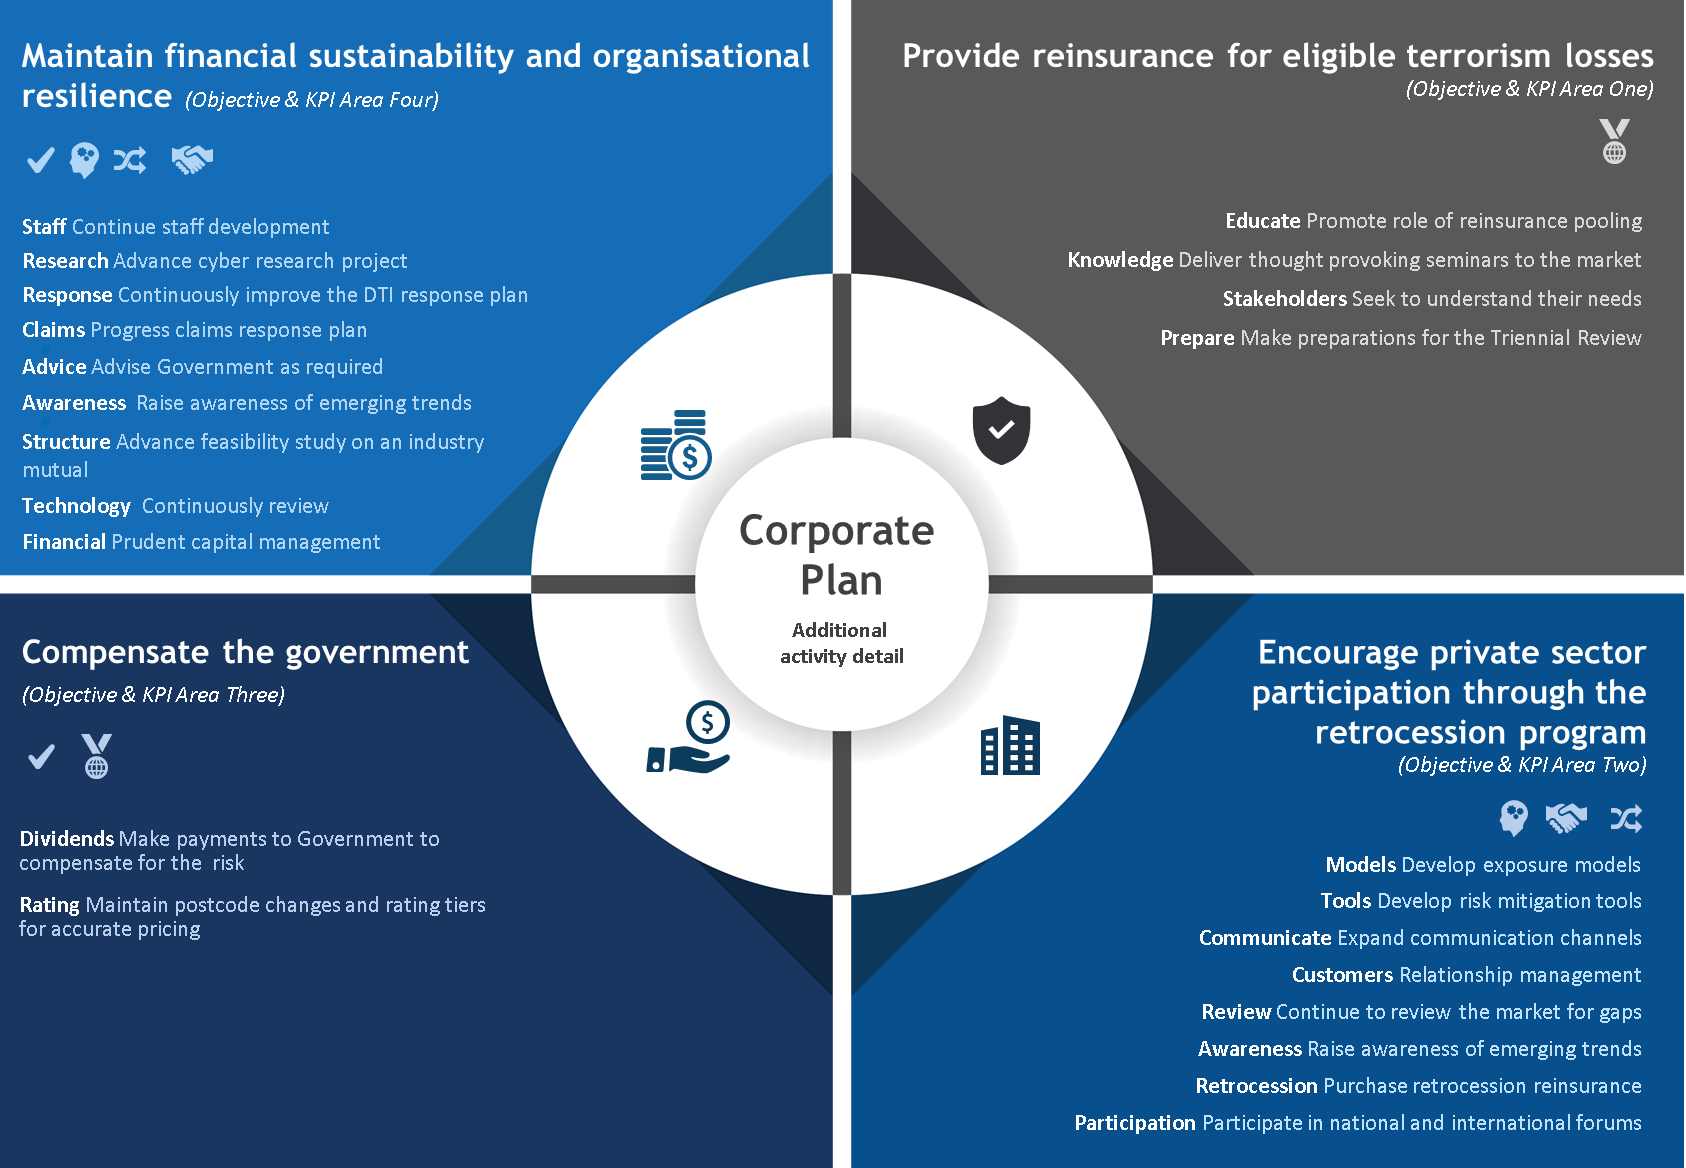 Maintain financial sustainability and organisational
resilience (Objective & KPI Area Four)
Staff Continue staff development
Research Advance cyber research project
Response Continuously improve the DTI response plan
Claims Progress claims response plan
Advice Advise Government as required
Awareness Raise awareness of emerging trends
Structure Advance feasibility study on an industry
mutual
Technology Continuously review
Financial Prudent capital management
Provide reinsurance for eligible terrorism losses
(Objective & KPI Area One)
Educate Promote role of reinsurance pooling
Knowledge Deliver thought provoking seminars to the market
Stakeholders Seek to understand their needs
Prepare Make preparations for the Triennial Review
$
Corporate
Plan
Additional
activity detail
$
Compensate the government
(Objective & KPI Area Three)
Dividends Make payments to Government to
compensate for the risk
Rating Maintain postcode changes and rating tiers
for accurate pricing
Encourage private sector
participation through the
retrocession program
(Objective & KPI Area Two)
Models Develop exposure models
Tools Develop risk mitigation tools
Communicate Expand communication channels
Customers Relationship management
Review Continue to review the market for gaps
Awareness Raise awareness of emerging trends
Retrocession Purchase retrocession reinsurance
Participation Participate in national and international forums